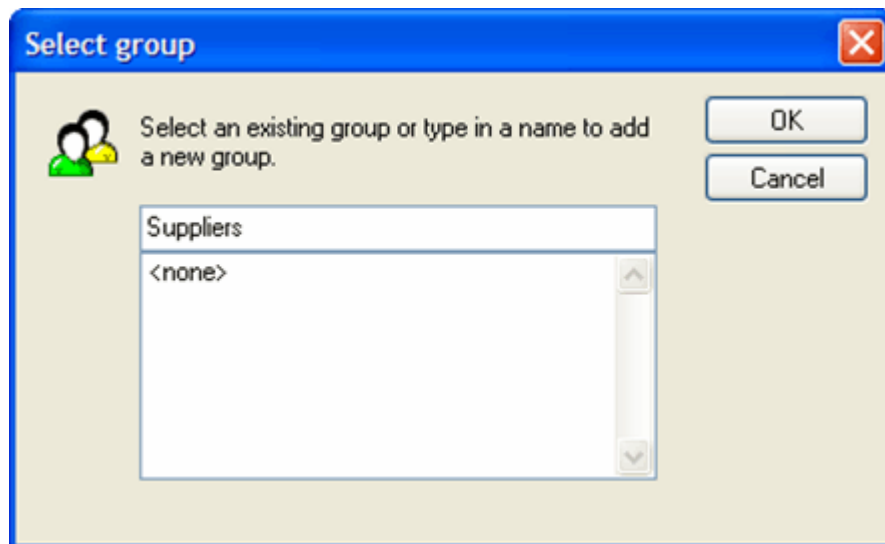 Select group
Select an existing group or type in a name to add
a new group.
OK
Cancel
Suppliers
<none>